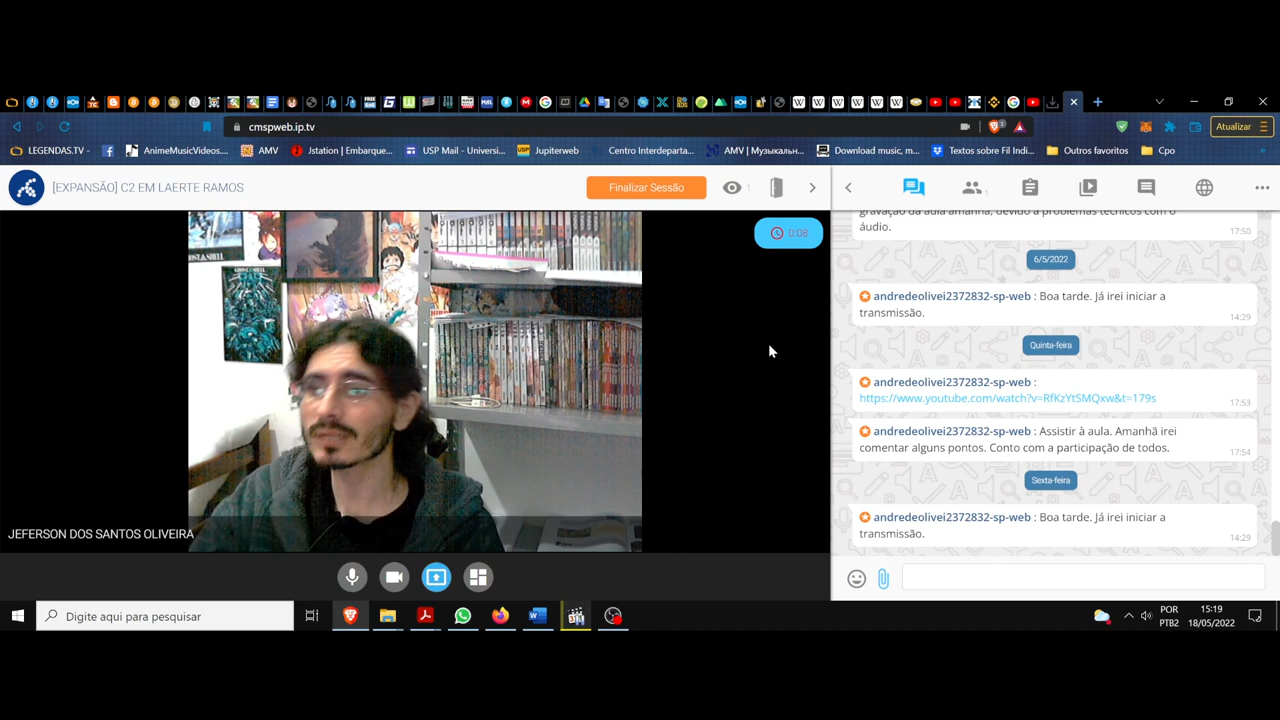 cmspweb.ip.tv
Atualizar
LEGENDAS.TV -
AnimeMusicVideos...
AMV
Jstation | Embarque...
USP Mail - Universi...
Jupiterweb
Centro Interdeparta...
AMV | Музыкальн...
Download music, m...
Textos sobre Fil Indi...
Outros favoritos
Cpo
[EXPANSÃO] C2 EM LAERTE RAMOS
Finalizar Sessão
1
0:08
JEFERSON DOS SANTOS OLIVEIRA
1
gravação da aula amanhã, devido a problemas técnicos com o
áudio.
17:50
6/5/2022
andredeolivei2372832-sp-web : Boa tarde. Já irei iniciar a
transmissão.
14:29
Quinta-feira
andredeolivei2372832-sp-web :
https://www.youtube.com/watch?v=RfKzYtSMQxw&t=179s
17:53
andredeolivei2372832-sp-web : Assistir à aula. Amanhã irei
comentar alguns pontos. Conto com a participação de todos.
17:54
Sexta-feira
andredeolivei2372832-sp-web : Boa tarde. Já irei iniciar a
transmissão.
14:29
Digite aqui para pesquisar
POR
PTB2
15:19
18/05/2022